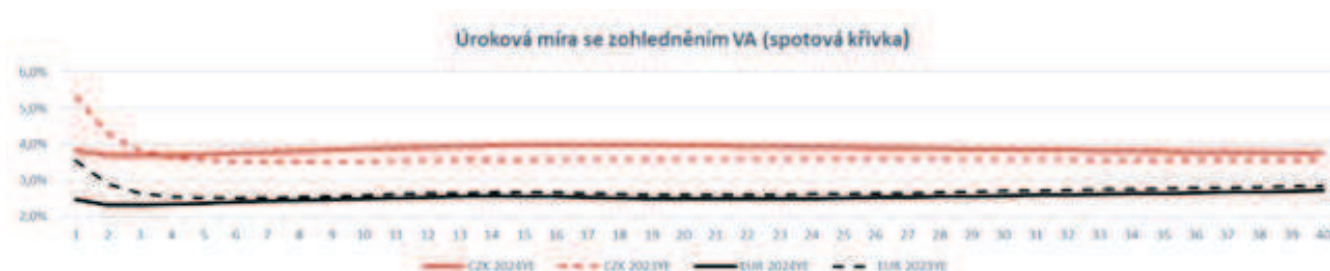 Úroková míra se zohledněním VA (spotová křivka)
6,0%
5,0%
4,0%
3,0%
2,0%
1 2 3 4 5 6 7 8 9 10 11 12 13 14 15 16 17 18 19 20 21 22 23 24 25 26 27 28 29 30 31 32 33 34 35 36 37 38 39 40
CZK 2024YE CZK 2023YE EUR 2024YE EUR 2023YE